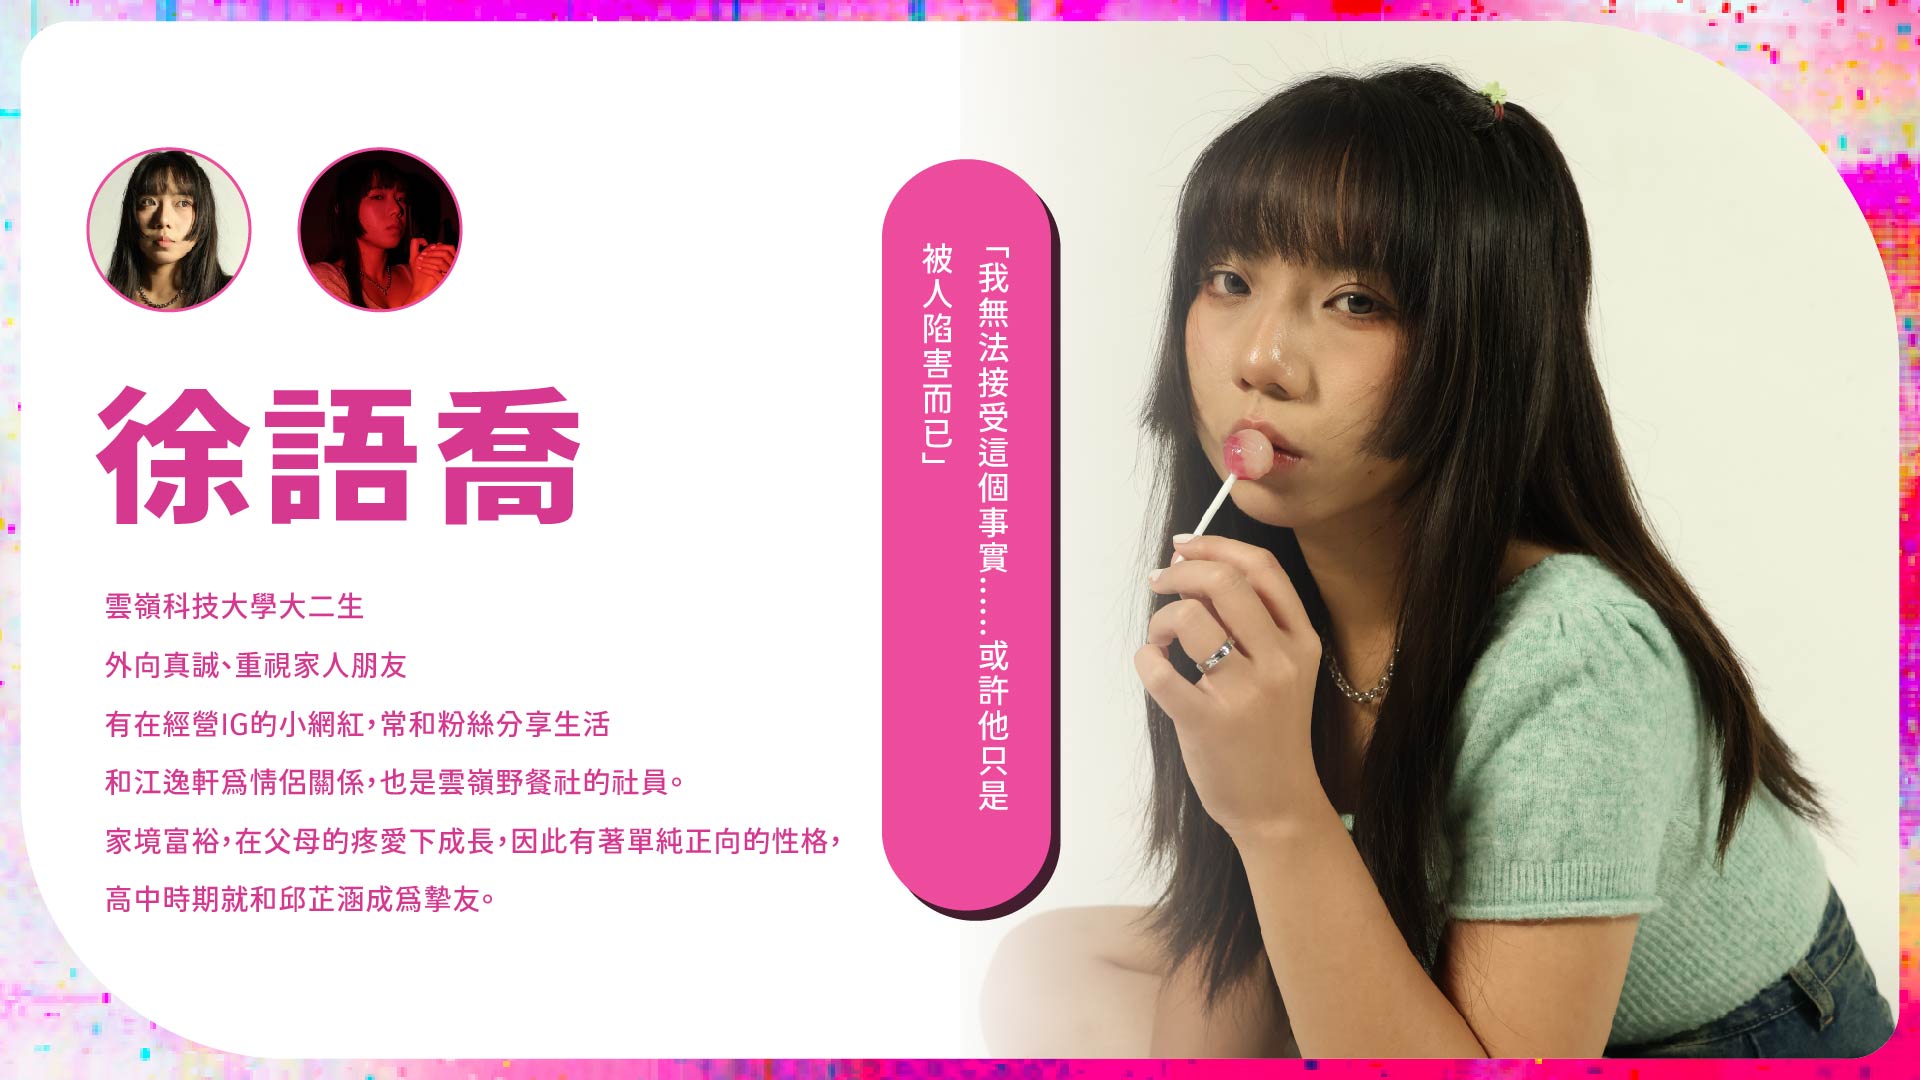 徐語喬
雲嶺科技大學大二生
外向真誠、重視家人朋友
有在經營IG的小網紅，常和粉絲分享生活
和江逸軒爲情侶關係，也是雲嶺野餐社的社員。
家境富裕，在父母的疼愛下成長，因此有著單純正向的性格，
高中時期就和邱芷涵成爲摯友。
「我無法接受這個事實……或許他只是
被人陷害而已」